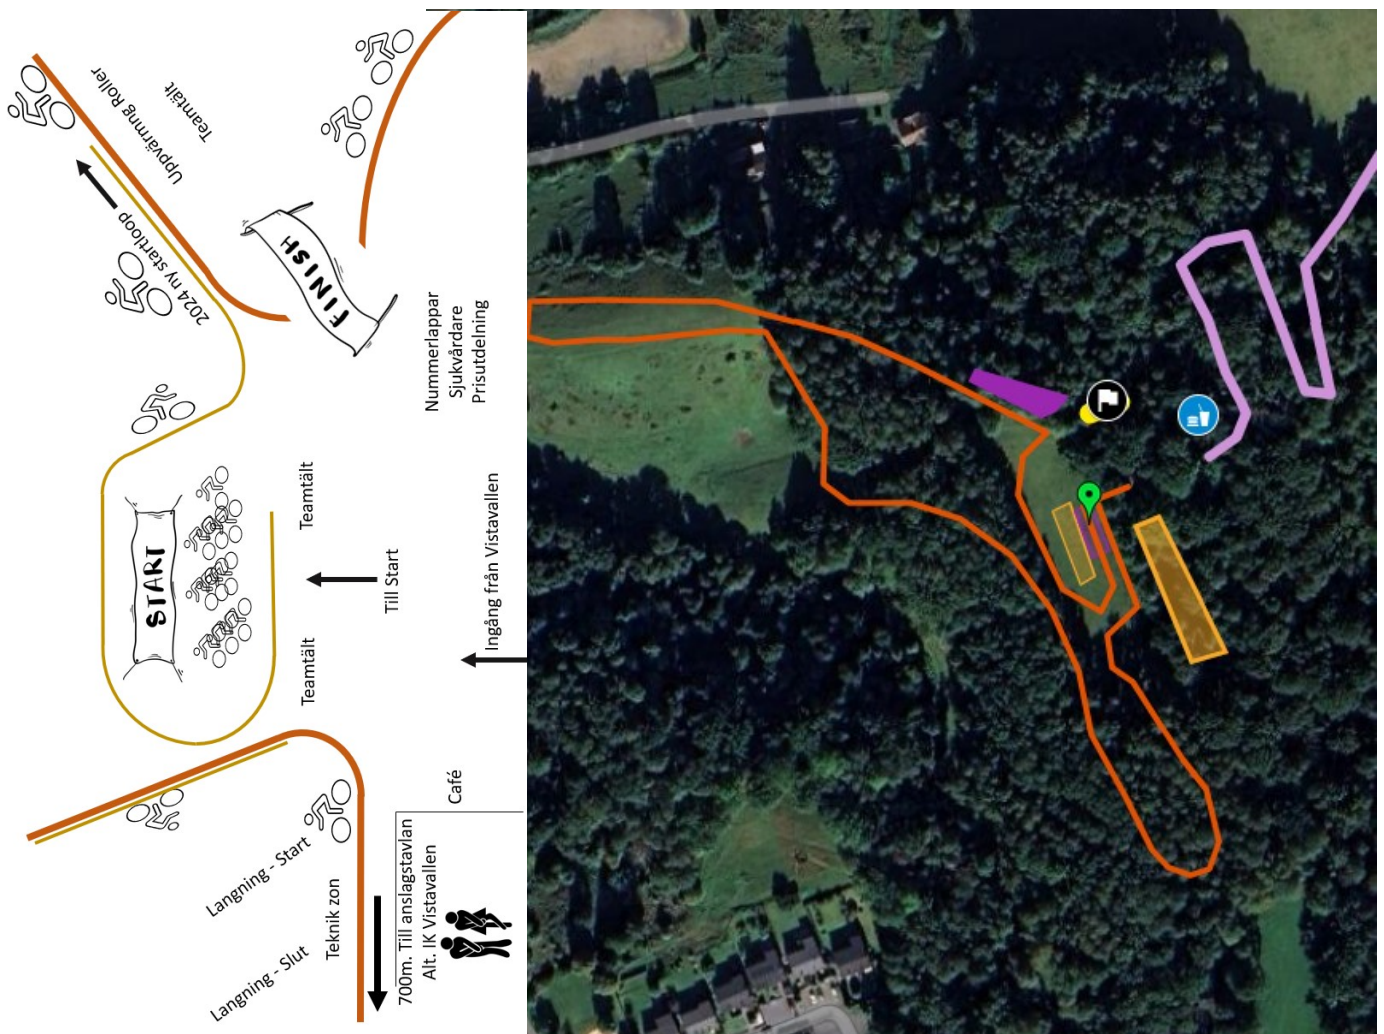 Uppvärming Roller
Teamtält
2024 ny startloop
FINISH
Nummerlappar
Sjukvårdare
Prisutdelning
START
Teamtält
Till Start
Teamtält
Ingång från Vistavallen
Café
Langning - Start
Langning - Slut
Teknik zon
700m. Till anslagstavlan
Alt. IK Vistavallen